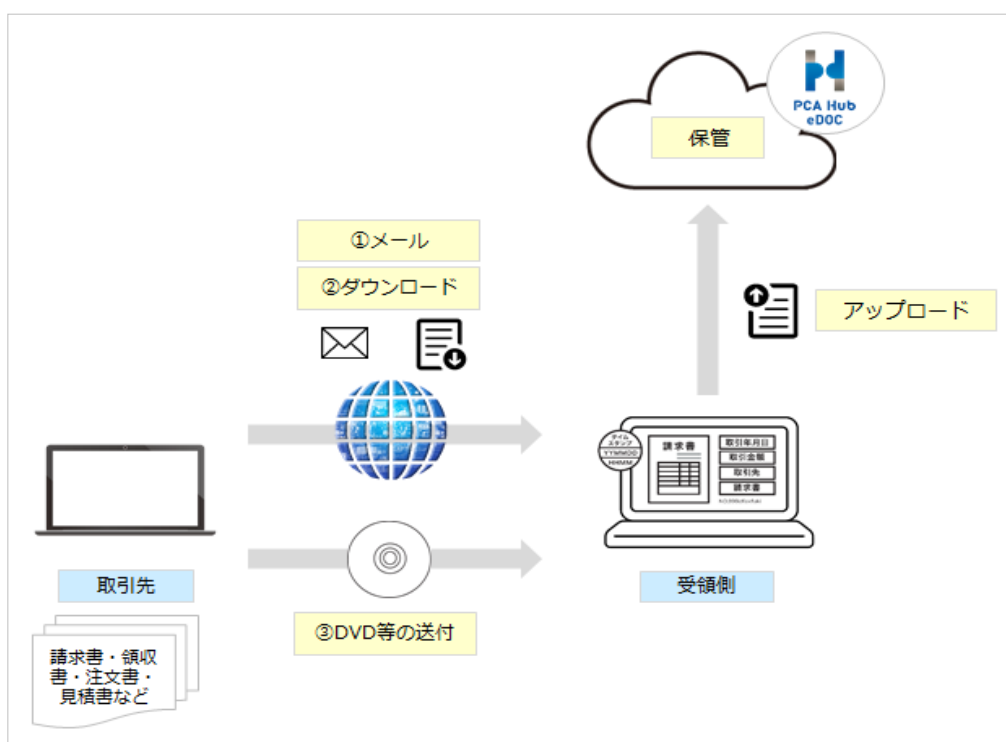 PCA Hub
eDOC
保管
①メール
②ダウンロード
アップロード
タイム
スタンプ
YYMMDD
HHMM
請求書
取引年月日
取引金額
取引先
請求書
取引先
受領側
③DVD等の送付
請求書・領収
書・注文書・
見積書など